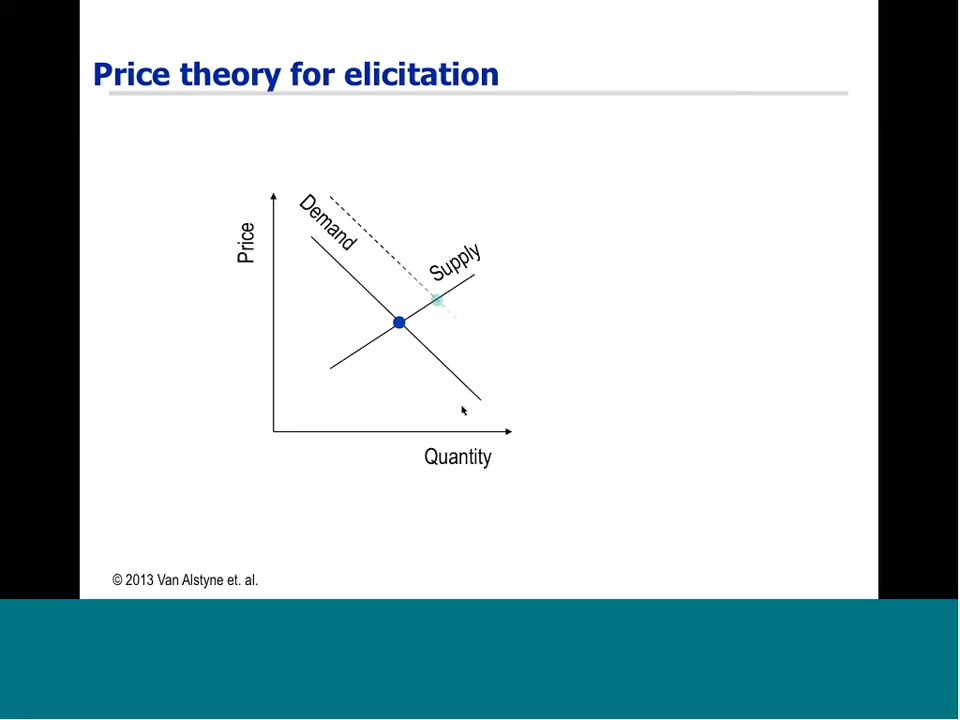 Price theory for elicitation
Demand
Supply
Price
Quantity
© 2013 Van Alstyne et. al.